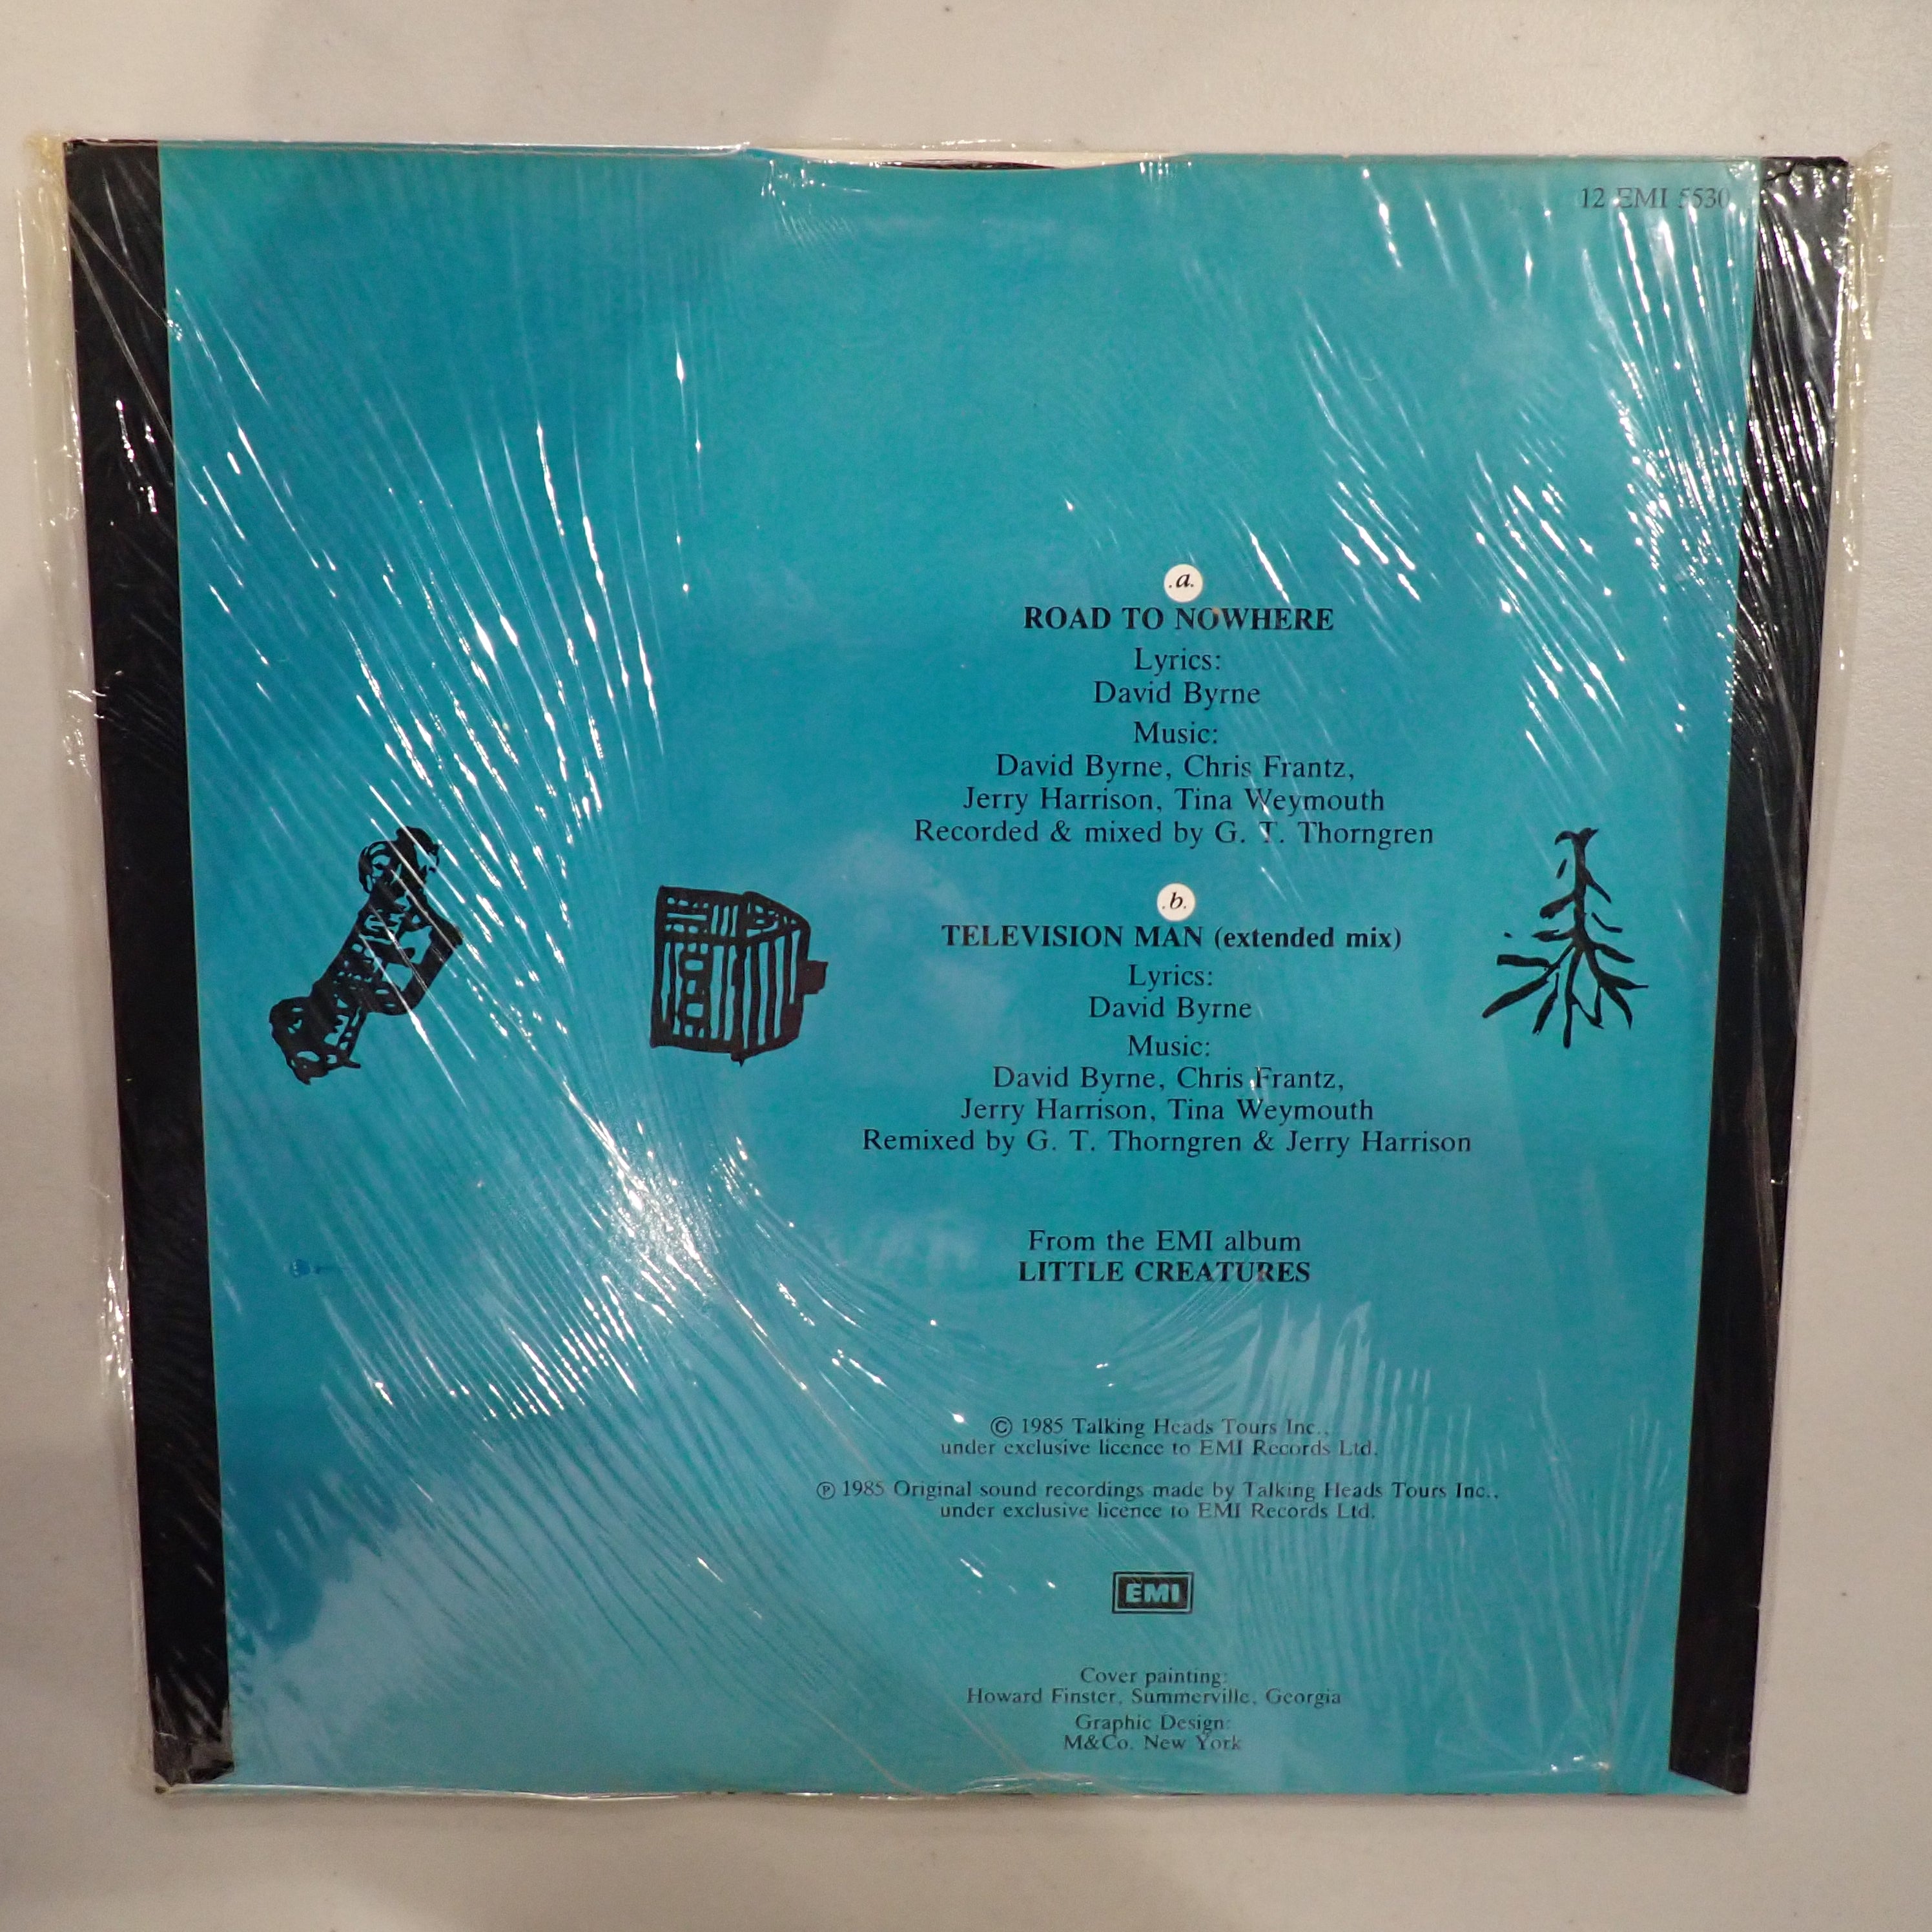 12 EMI 5530
.a.
ROAD TO NOWHERE
Lyrics:
David Byrne
Music:
David Byrne, Chris Frantz,
Jerry Harrison, Tina Weymouth
Recorded & mixed by G. T. Thorngren
.b.
TELEVISION MAN (extended mix)
Lyrics:
David Byrne
Music:
David Byrne, Chris Frantz,
Jerry Harrison, Tina Weymouth
Remixed by G. T. Thorngren & Jerry Harrison
From the EMI album
LITTLE CREATURES
© 1985 Talking Heads Tours Inc.,
under exclusive licence to EMI Records Ltd.
℗ 1985 Original sound recordings made by Talking Heads Tours Inc.,
under exclusive licence to EMI Records Ltd.
EMI
Cover painting:
Howard Finster, Summerville, Georgia
Graphic Design:
M&Co. New York